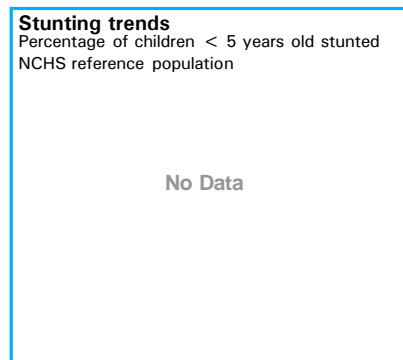 Stunting trends
Percentage of children < 5 years old stunted
NCHS reference population
No Data